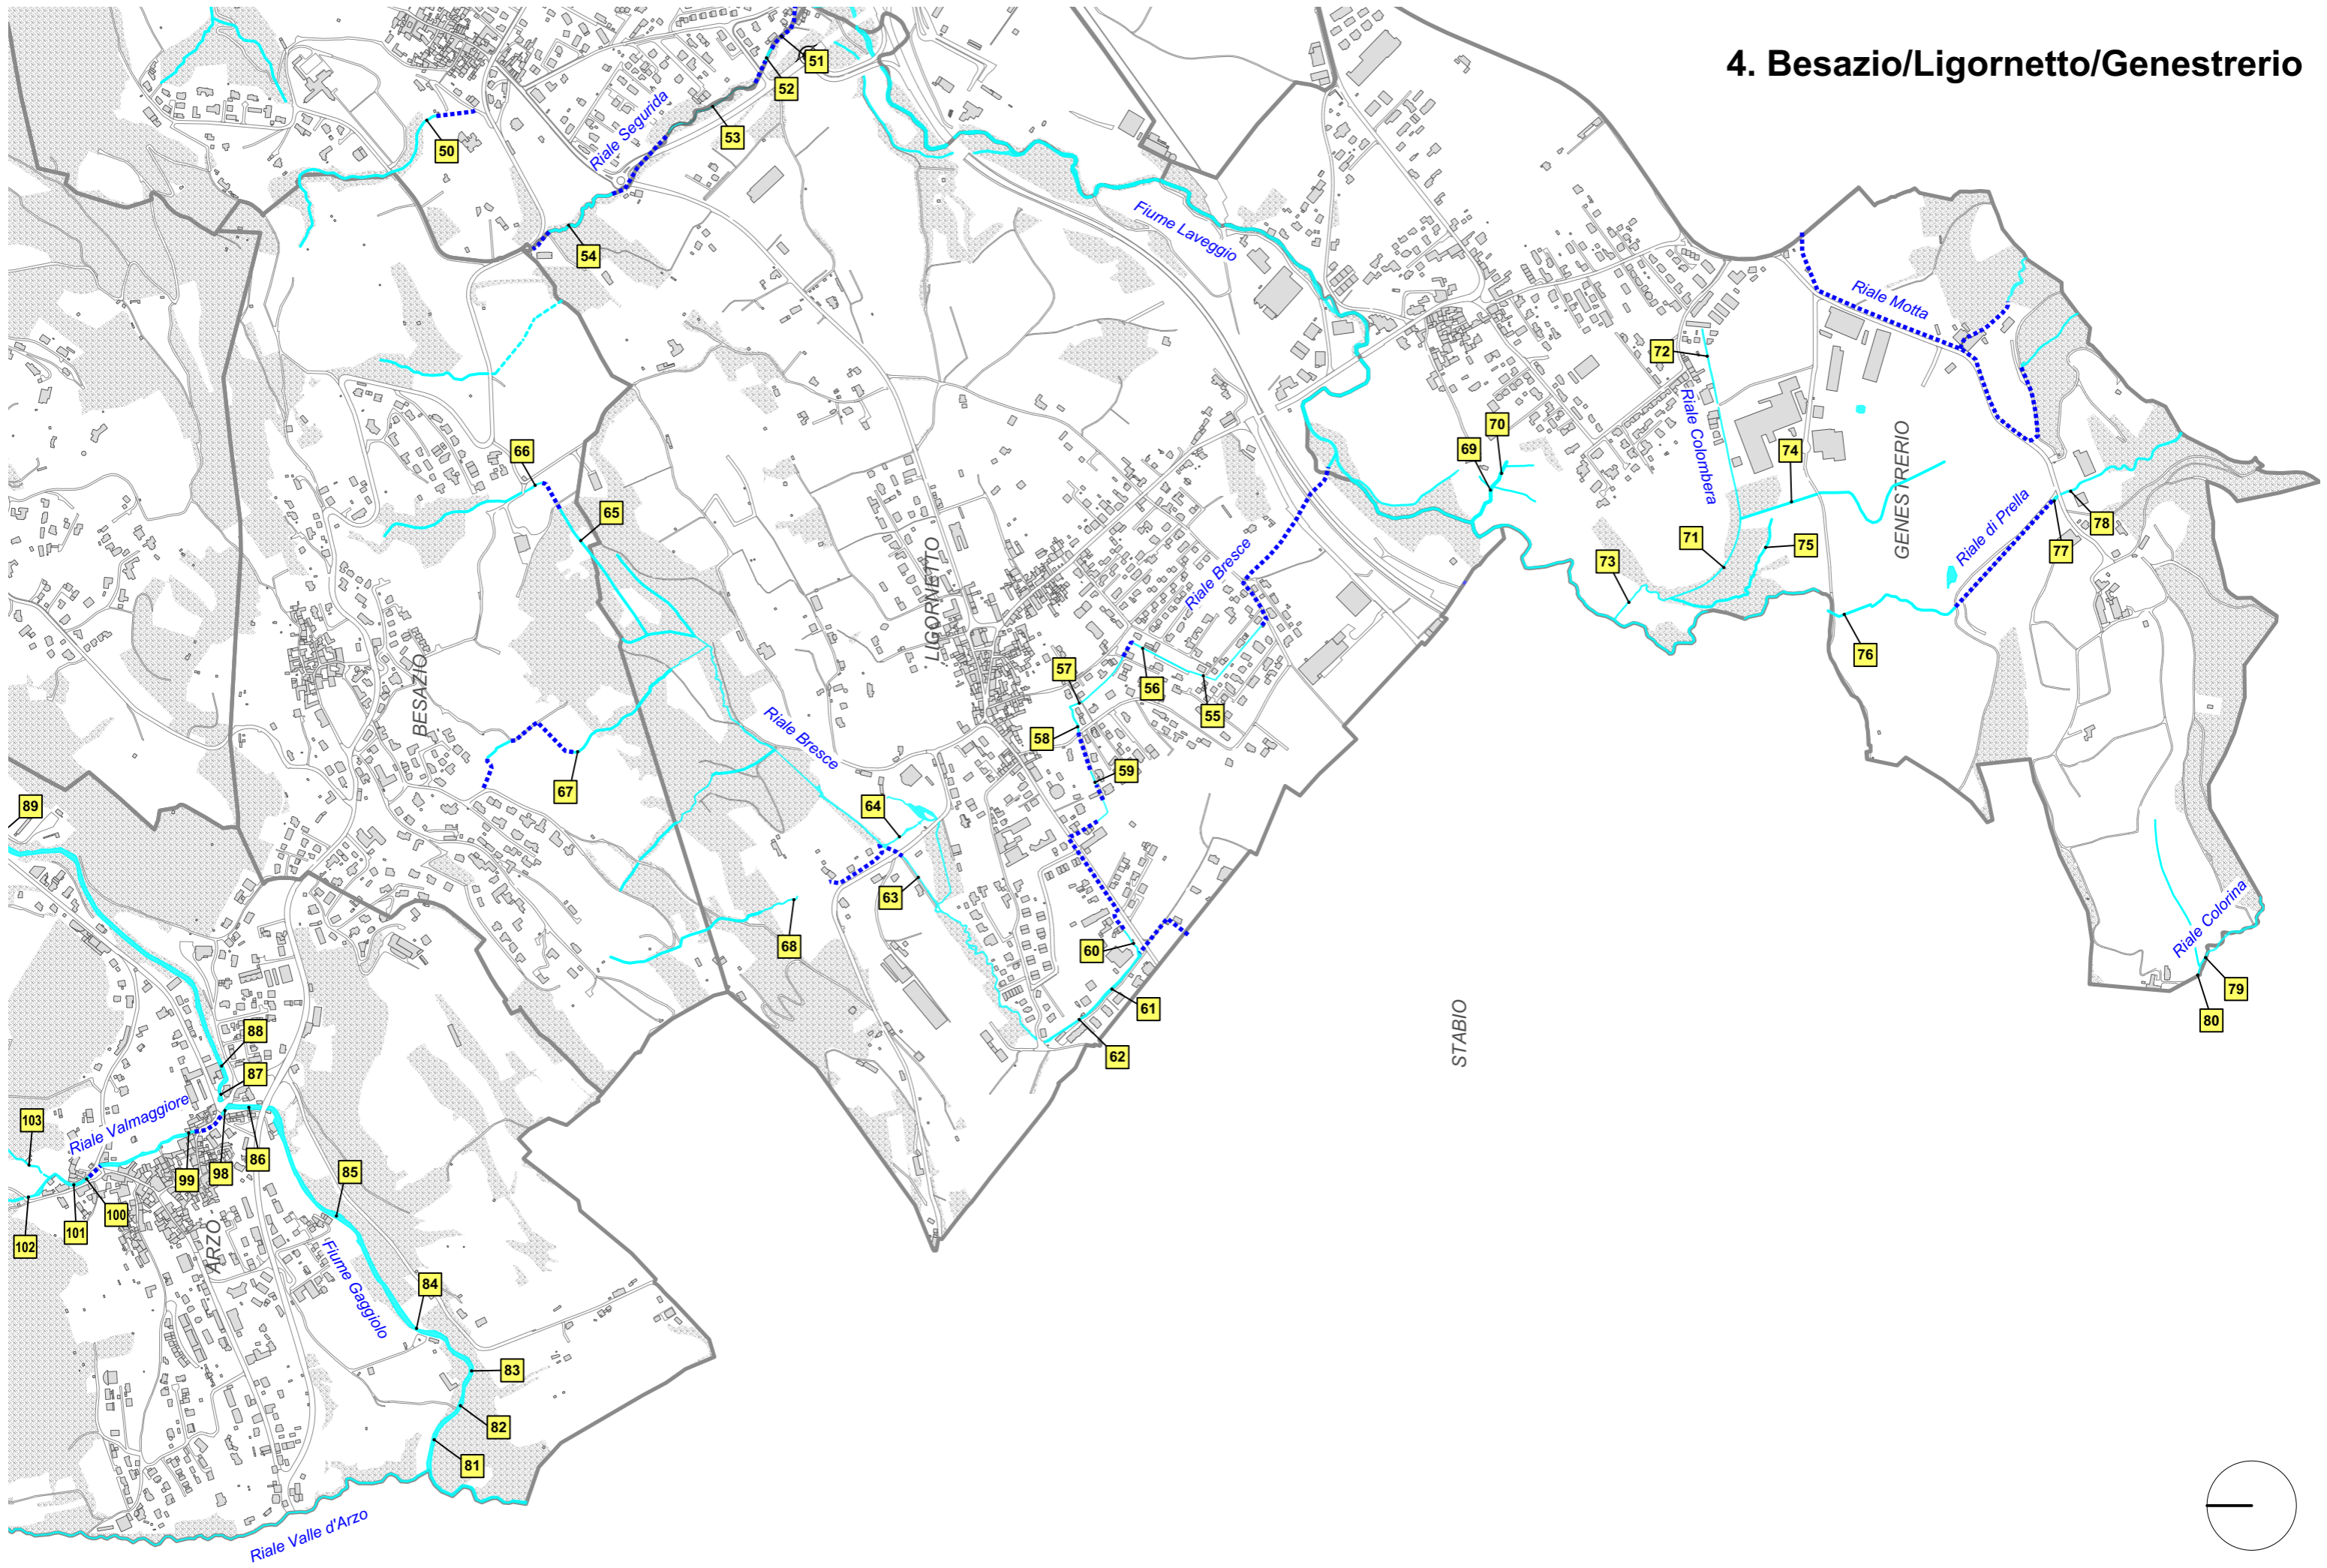 4. Besazio/Ligornetto/Genestrerio
51
52
Riale Segurida
53
50
Fiume Laveggio
54
Riale Motta
72
Riale Colombera
70
69
74
GENESTRERIO
66
65
Riale di Prella
78
77
71
75
73
LIGORNETTO
Riale Bresce
76
57
56
55
BESAZIO
Riale Bresce
58
59
67
64
89
63
68
60
61
62
Riale Colorina
79
80
STABIO
88
87
Riale Valmaggiore
103
86
98
99
85
100
101
102
ARZO
Fiume Gaggiolo
84
83
82
81
Riale Valle d'Arzo